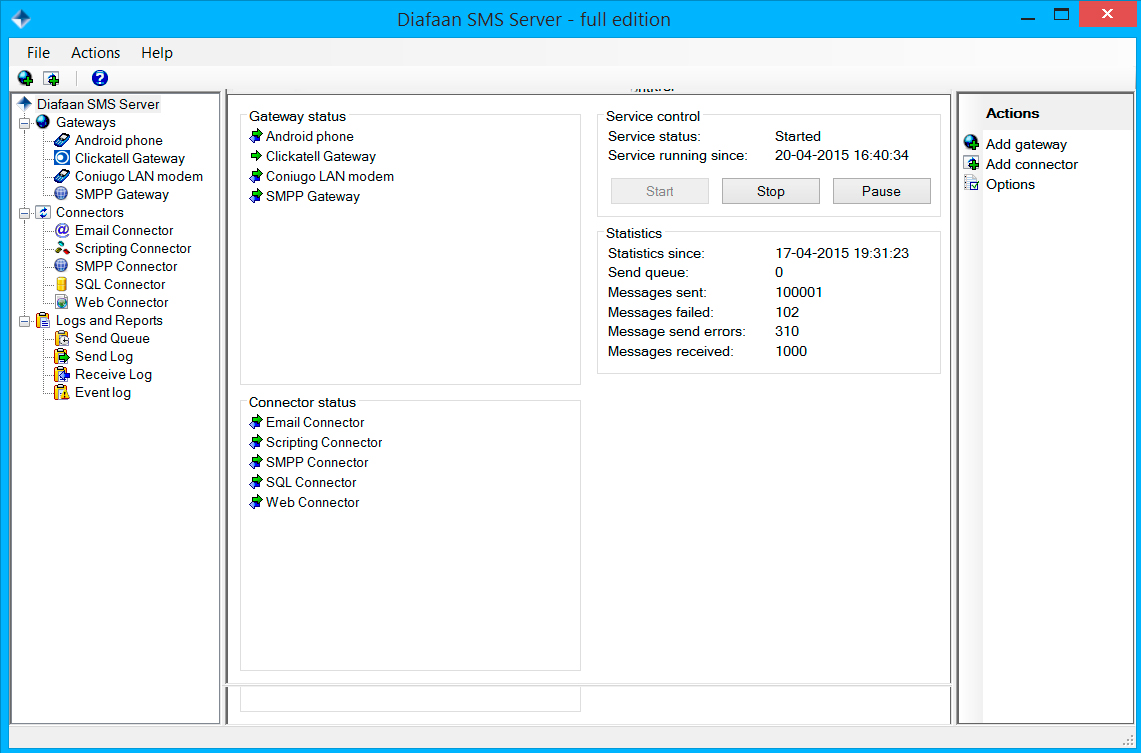 Diafaan SMS Server - full edition
File Actions Help
Diafaan SMS Server
Gateways
Android phone
Clickatell Gateway
Coniugo LAN modem
SMPP Gateway
Connectors
Email Connector
Scripting Connector
SMPP Connector
SQL Connector
Web Connector
Logs and Reports
Send Queue
Send Log
Receive Log
Event log
Gateway status
Android phone
Clickatell Gateway
Coniugo LAN modem
SMPP Gateway
Connector status
Email Connector
Scripting Connector
SMPP Connector
SQL Connector
Web Connector
Service control
Service status: Started
Service running since: 20-04-2015 16:40:34
Start Stop Pause
Statistics
Statistics since: 17-04-2015 19:31:23
Send queue: 0
Messages sent: 100001
Messages failed: 102
Message send errors: 310
Messages received: 1000
Actions
Add gateway
Add connector
Options